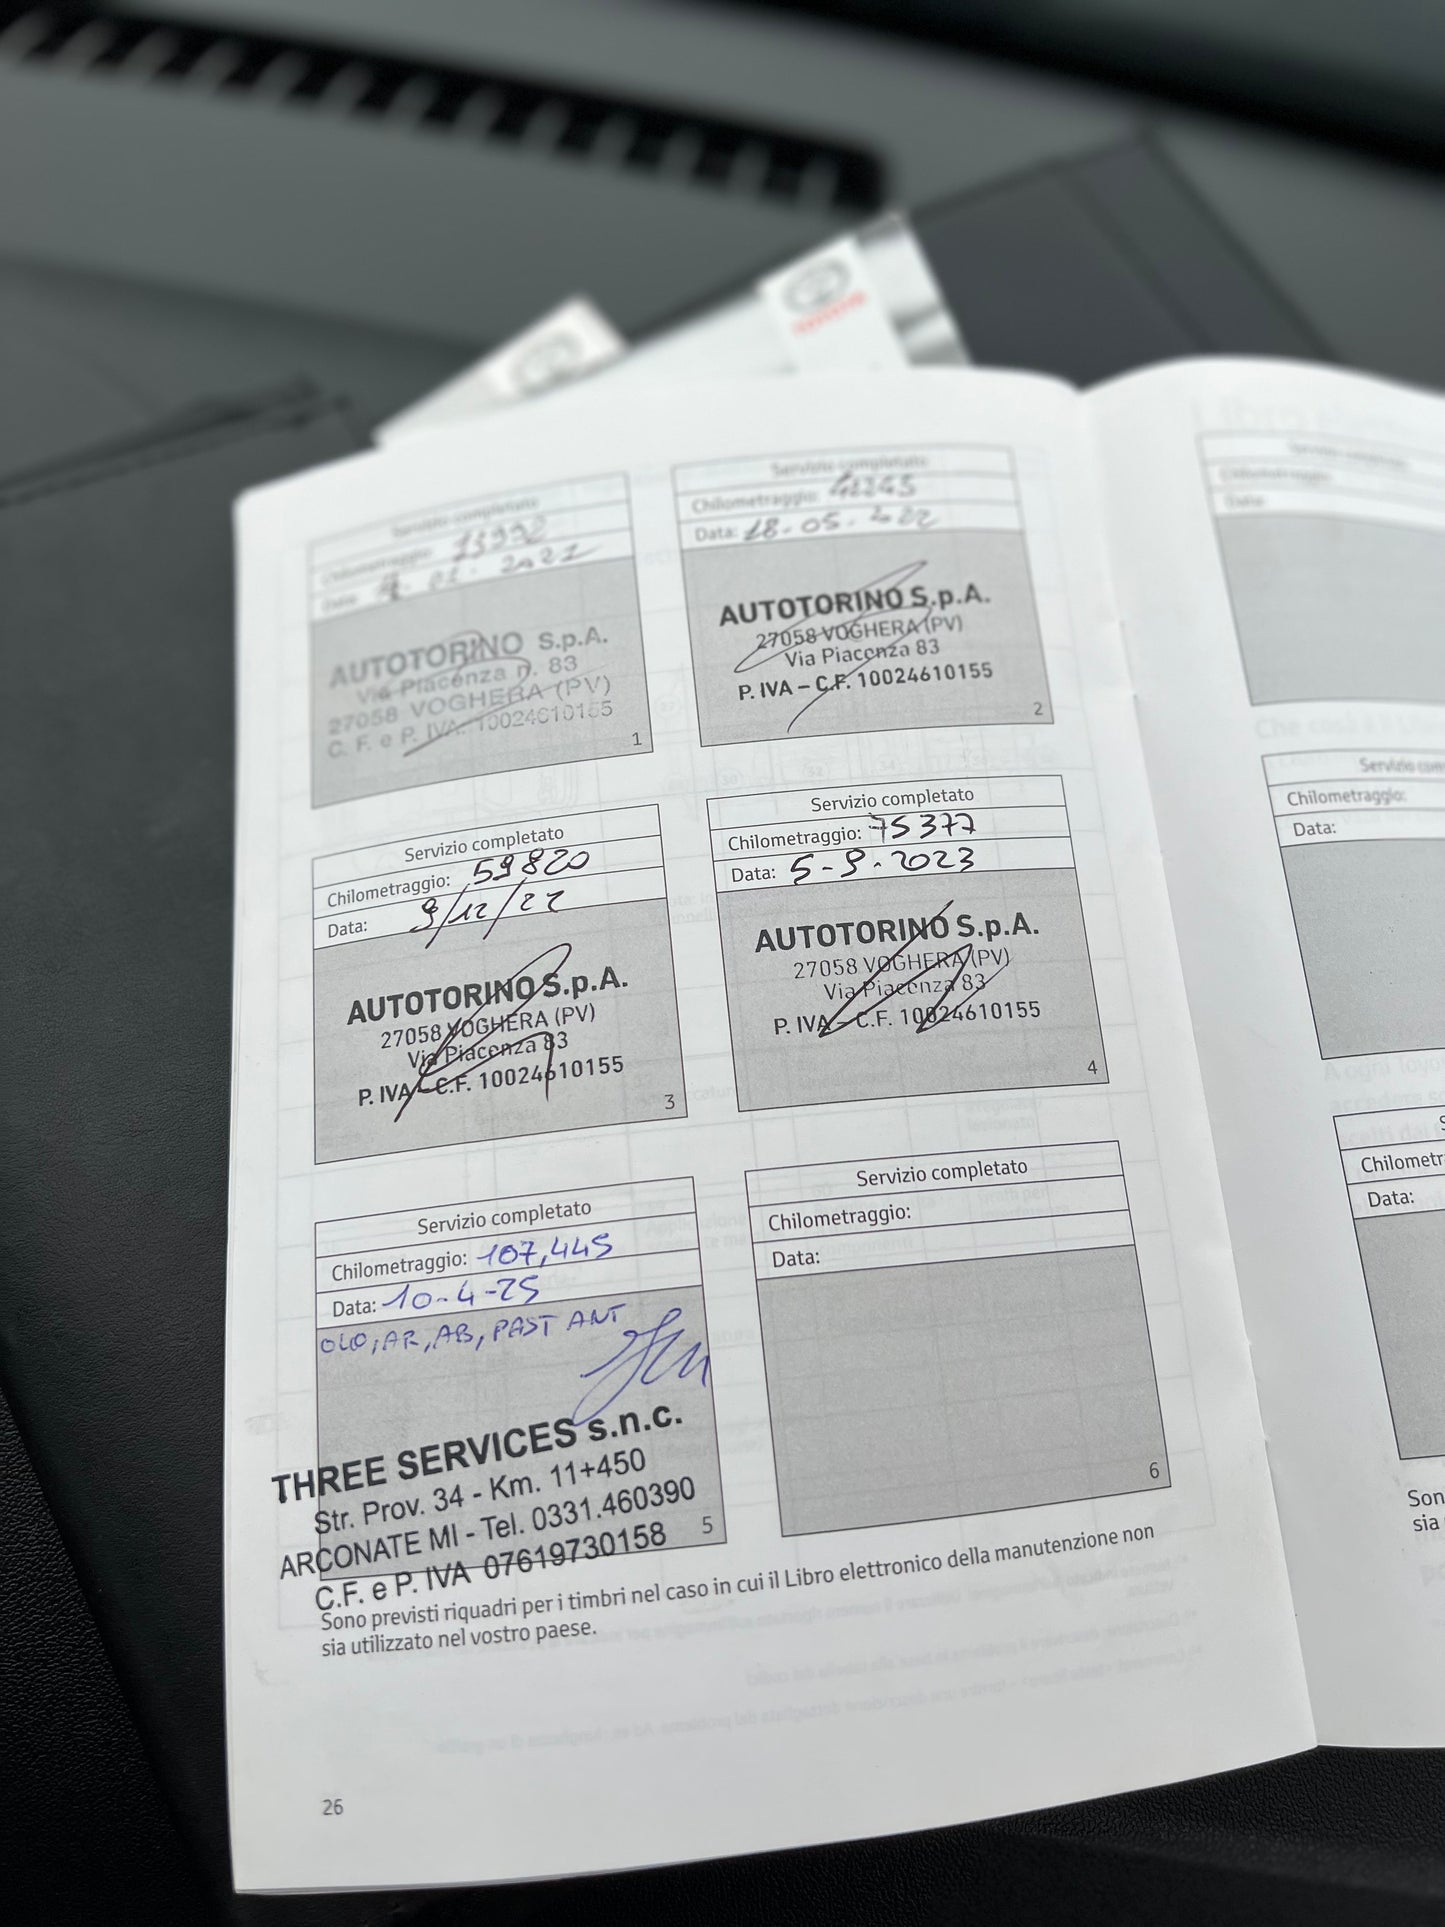 Servizio completato
Chilometraggio:
Data: 2021
AUTOTORINO S.p.A.
Via Piacenza n. 83
27058 VOGHERA (PV)
C. F. e P. IVA. 10024610155
1
Servizio completato
Chilometraggio:
Data: 18-05-
AUTOTORINO S.p.A.
27058 VOGHERA (PV)
Via Piacenza 83
P. IVA – C.F. 10024610155
2
Servizio completato
Chilometraggio: 59820
Data: 9/12/22
AUTOTORINO S.p.A.
27058 VOGHERA (PV)
Via Piacenza 83
P. IVA – C.F. 10024610155
3
Servizio completato
Chilometraggio: 75377
Data: 5-9-2023
AUTOTORINO S.p.A.
27058 VOGHERA (PV)
Via Piacenza 83
P. IVA – C.F. 10024610155
4
Servizio completato
Chilometraggio: 107,445
Data: 10-4-25
OLIO, AR, AB, PAST ANT
THREE SERVICES s.n.c.
Str. Prov. 34 - Km. 11+450
ARCONATE MI - Tel. 0331.460390
C.F. e P. IVA 07619730158
5
Servizio completato
Chilometraggio:
Data:
6
Sono previsti riquadri per i timbri nel caso in cui il Libro elettronico della manutenzione non
sia utilizzato nel vostro paese.
26
Chilometraggio:
Data:
Data:
sia